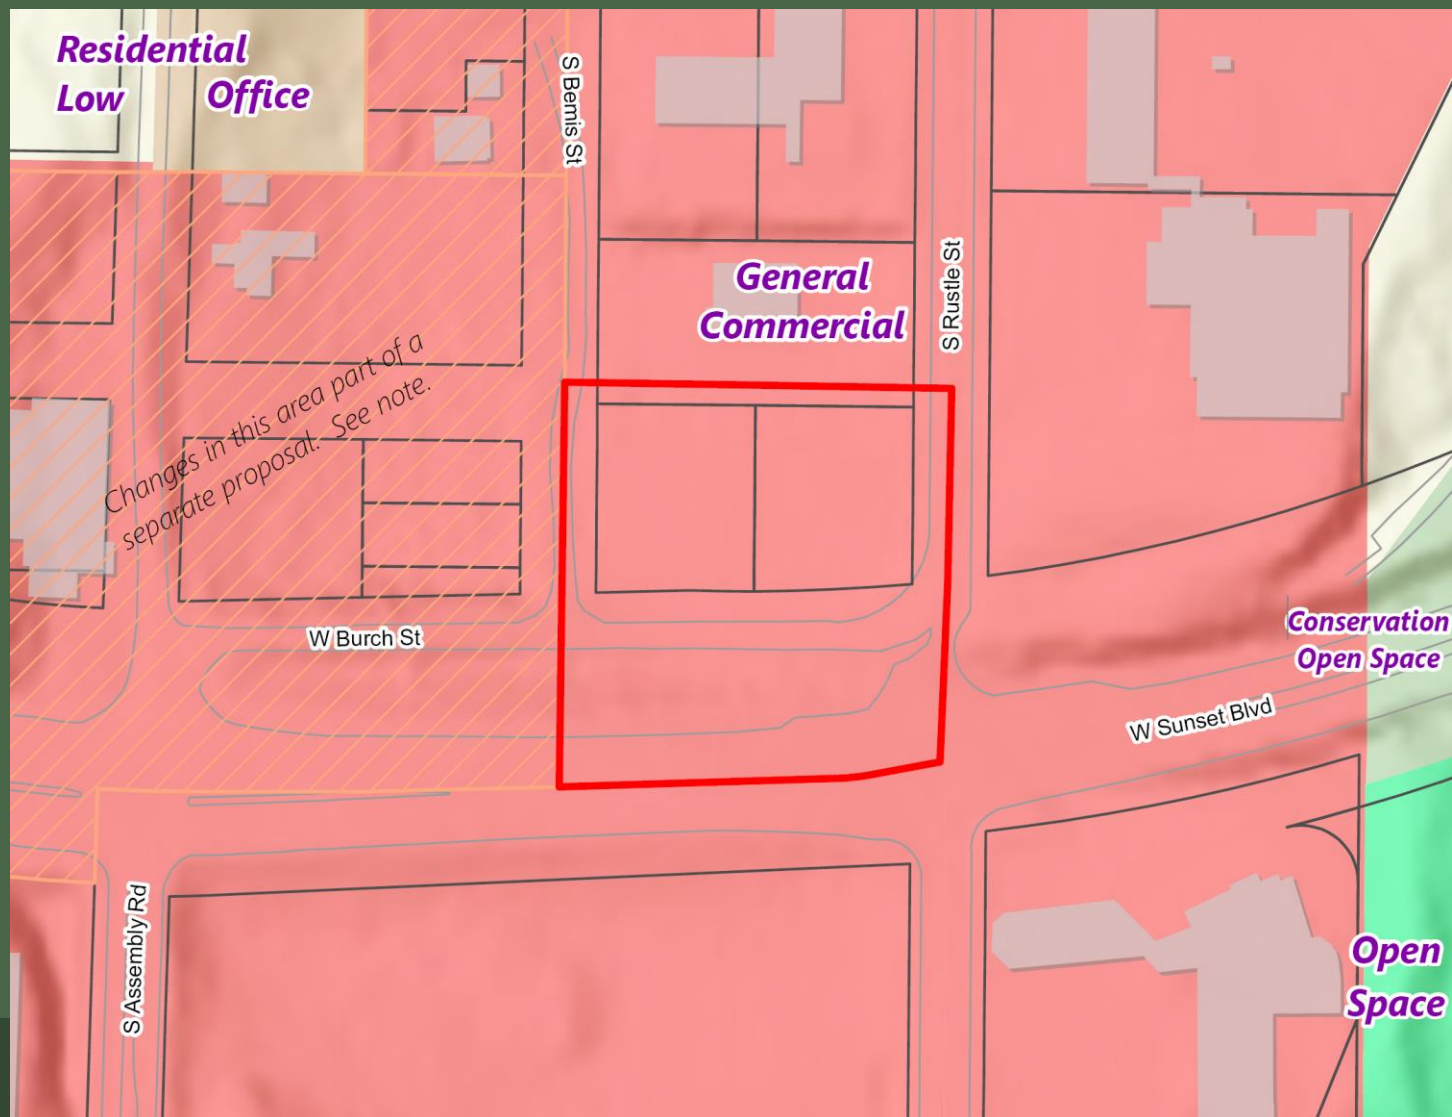 Residential
Low
Office
S Bemis St
General
Commercial
S Rustle St
Changes in this area part of a
separate proposal. See note.
W Burch St
Conservation
Open Space
W Sunset Blvd
S Assembly Rd
Open
Space